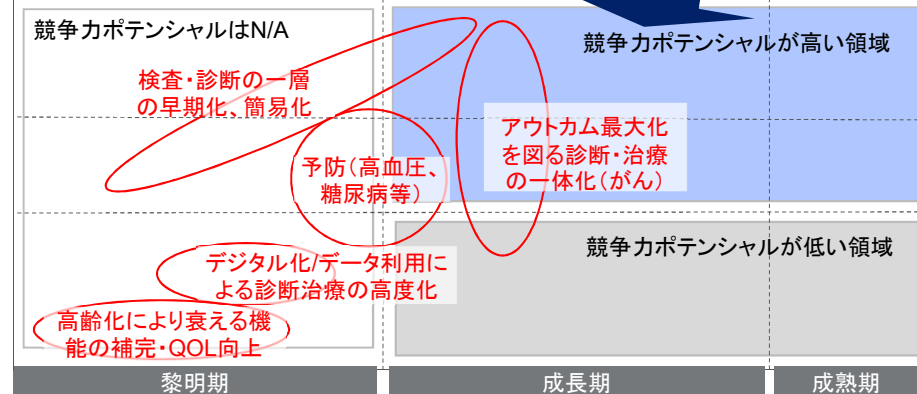 競争力ポテンシャルはN/A
競争力ポテンシャルが高い領域
検査・診断の一層
の早期化、簡易化
アウトカム最大化
を図る診断・治療
の一体化(がん)
予防(高血圧、
糖尿病等)
競争力ポテンシャルが低い領域
デジタル化/データ利用に
よる診断治療の高度化
高齢化により衰える機
能の補完・QOL向上
黎明期
成長期
成熟期